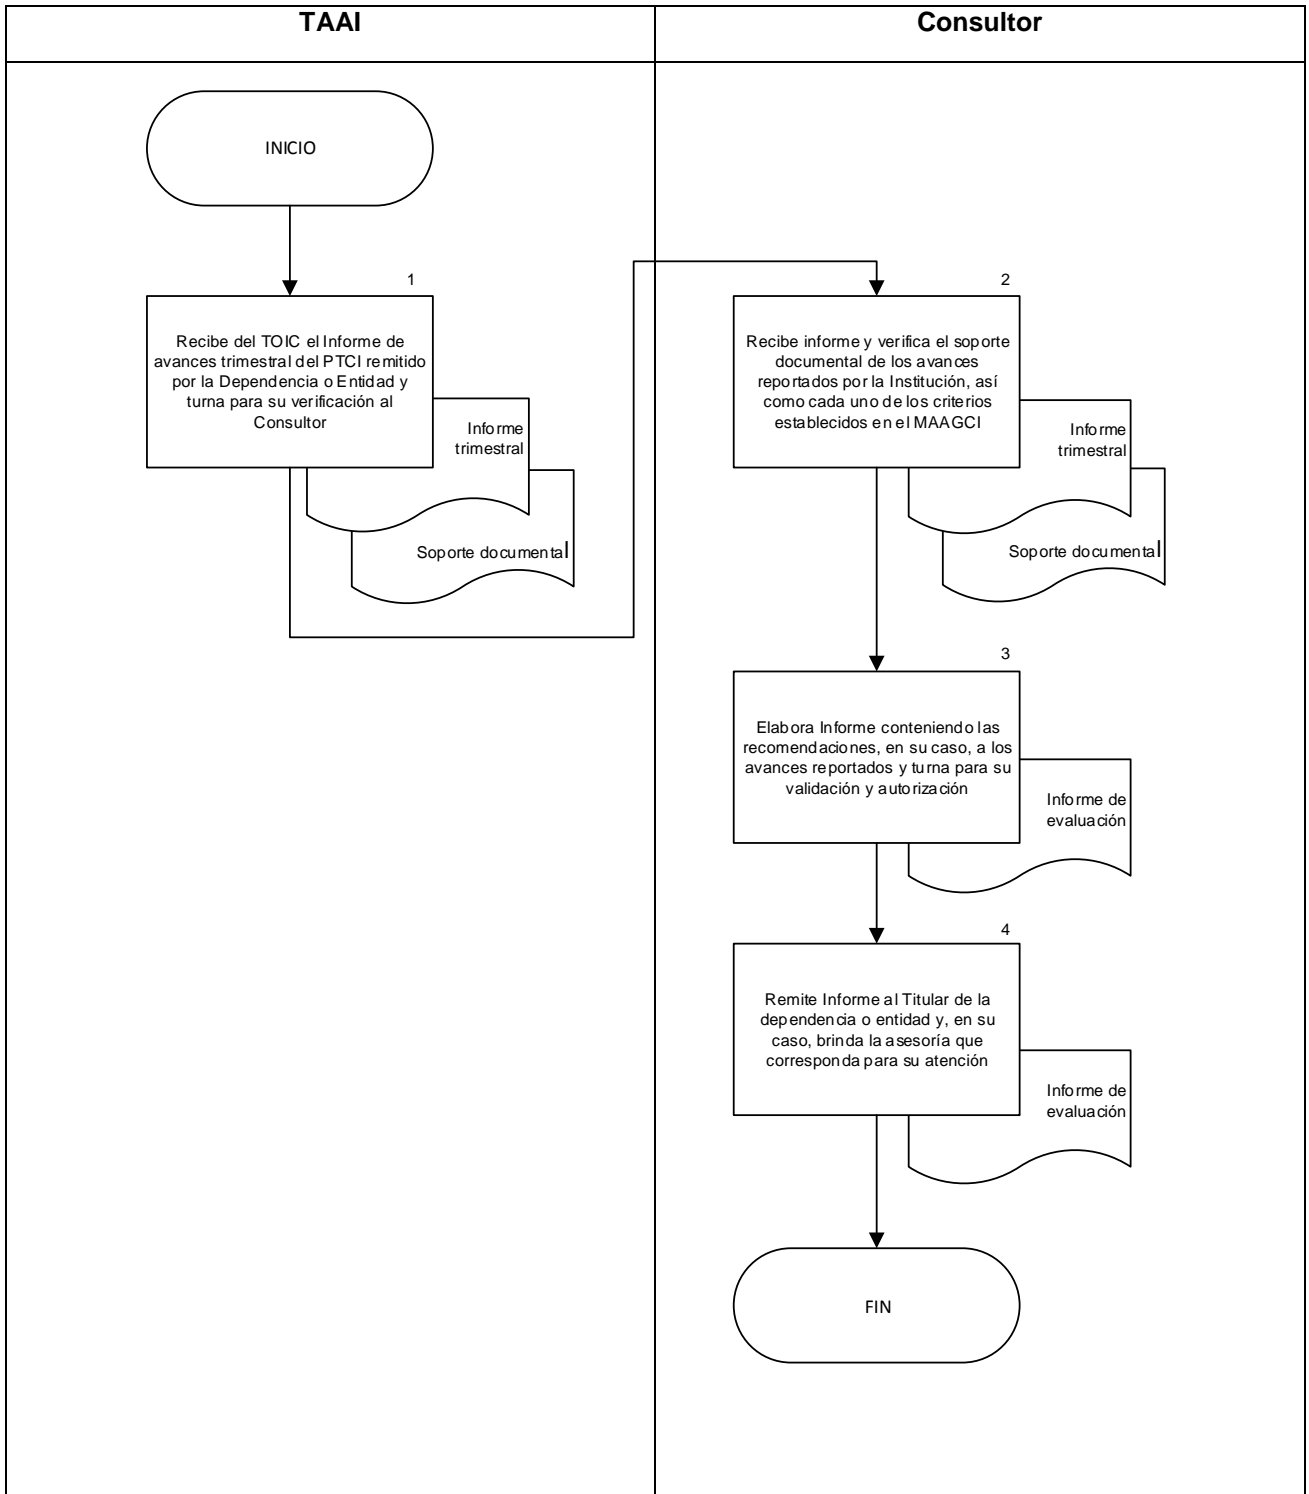 TAAI
Consultor
INICIO
1
Recibe del TOIC el Informe de
avances trimestral del PTCI remitido
por la Dependencia o Entidad y
turna para su verificación al
Consultor
Informe
trimestral
Soporte documental
2
Recibe informe y verifica el soporte
documental de los avances
reportados por la Institución, así
como cada uno de los criterios
establecidos en el MAAGCI
Informe
trimestral
Soporte documental
3
Elabora Informe conteniendo las
recomendaciones, en su caso, a los
avances reportados y turna para su
validación y autorización
Informe de
evaluación
4
Remite Informe al Titular de la
dependencia o entidad y, en su
caso, brinda la asesoría que
corresponda para su atención
Informe de
evaluación
FIN